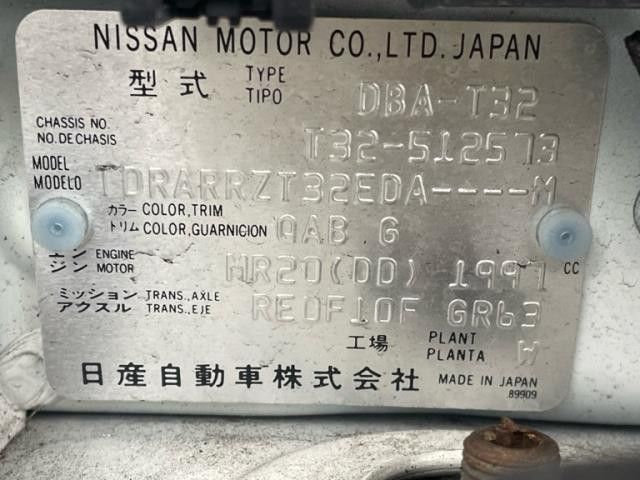 NISSAN MOTOR CO.,LTD. JAPAN
型式 TYPE TIPO DBA-T32
CHASSIS NO. NO. DE CHASIS T32-512573
MODEL MODELO TDRARRZT32EDA----M
カラー COLOR, TRIM トリム COLOR, GUARNICION QAB G
エンジン ENGINE MOTOR MR20(DD) 1997 CC
ミッション TRANS., AXLE アクスル TRANS., EJE RE0F10F GR63
工場 PLANT PLANTA W
日産自動車株式会社 MADE IN JAPAN
89909